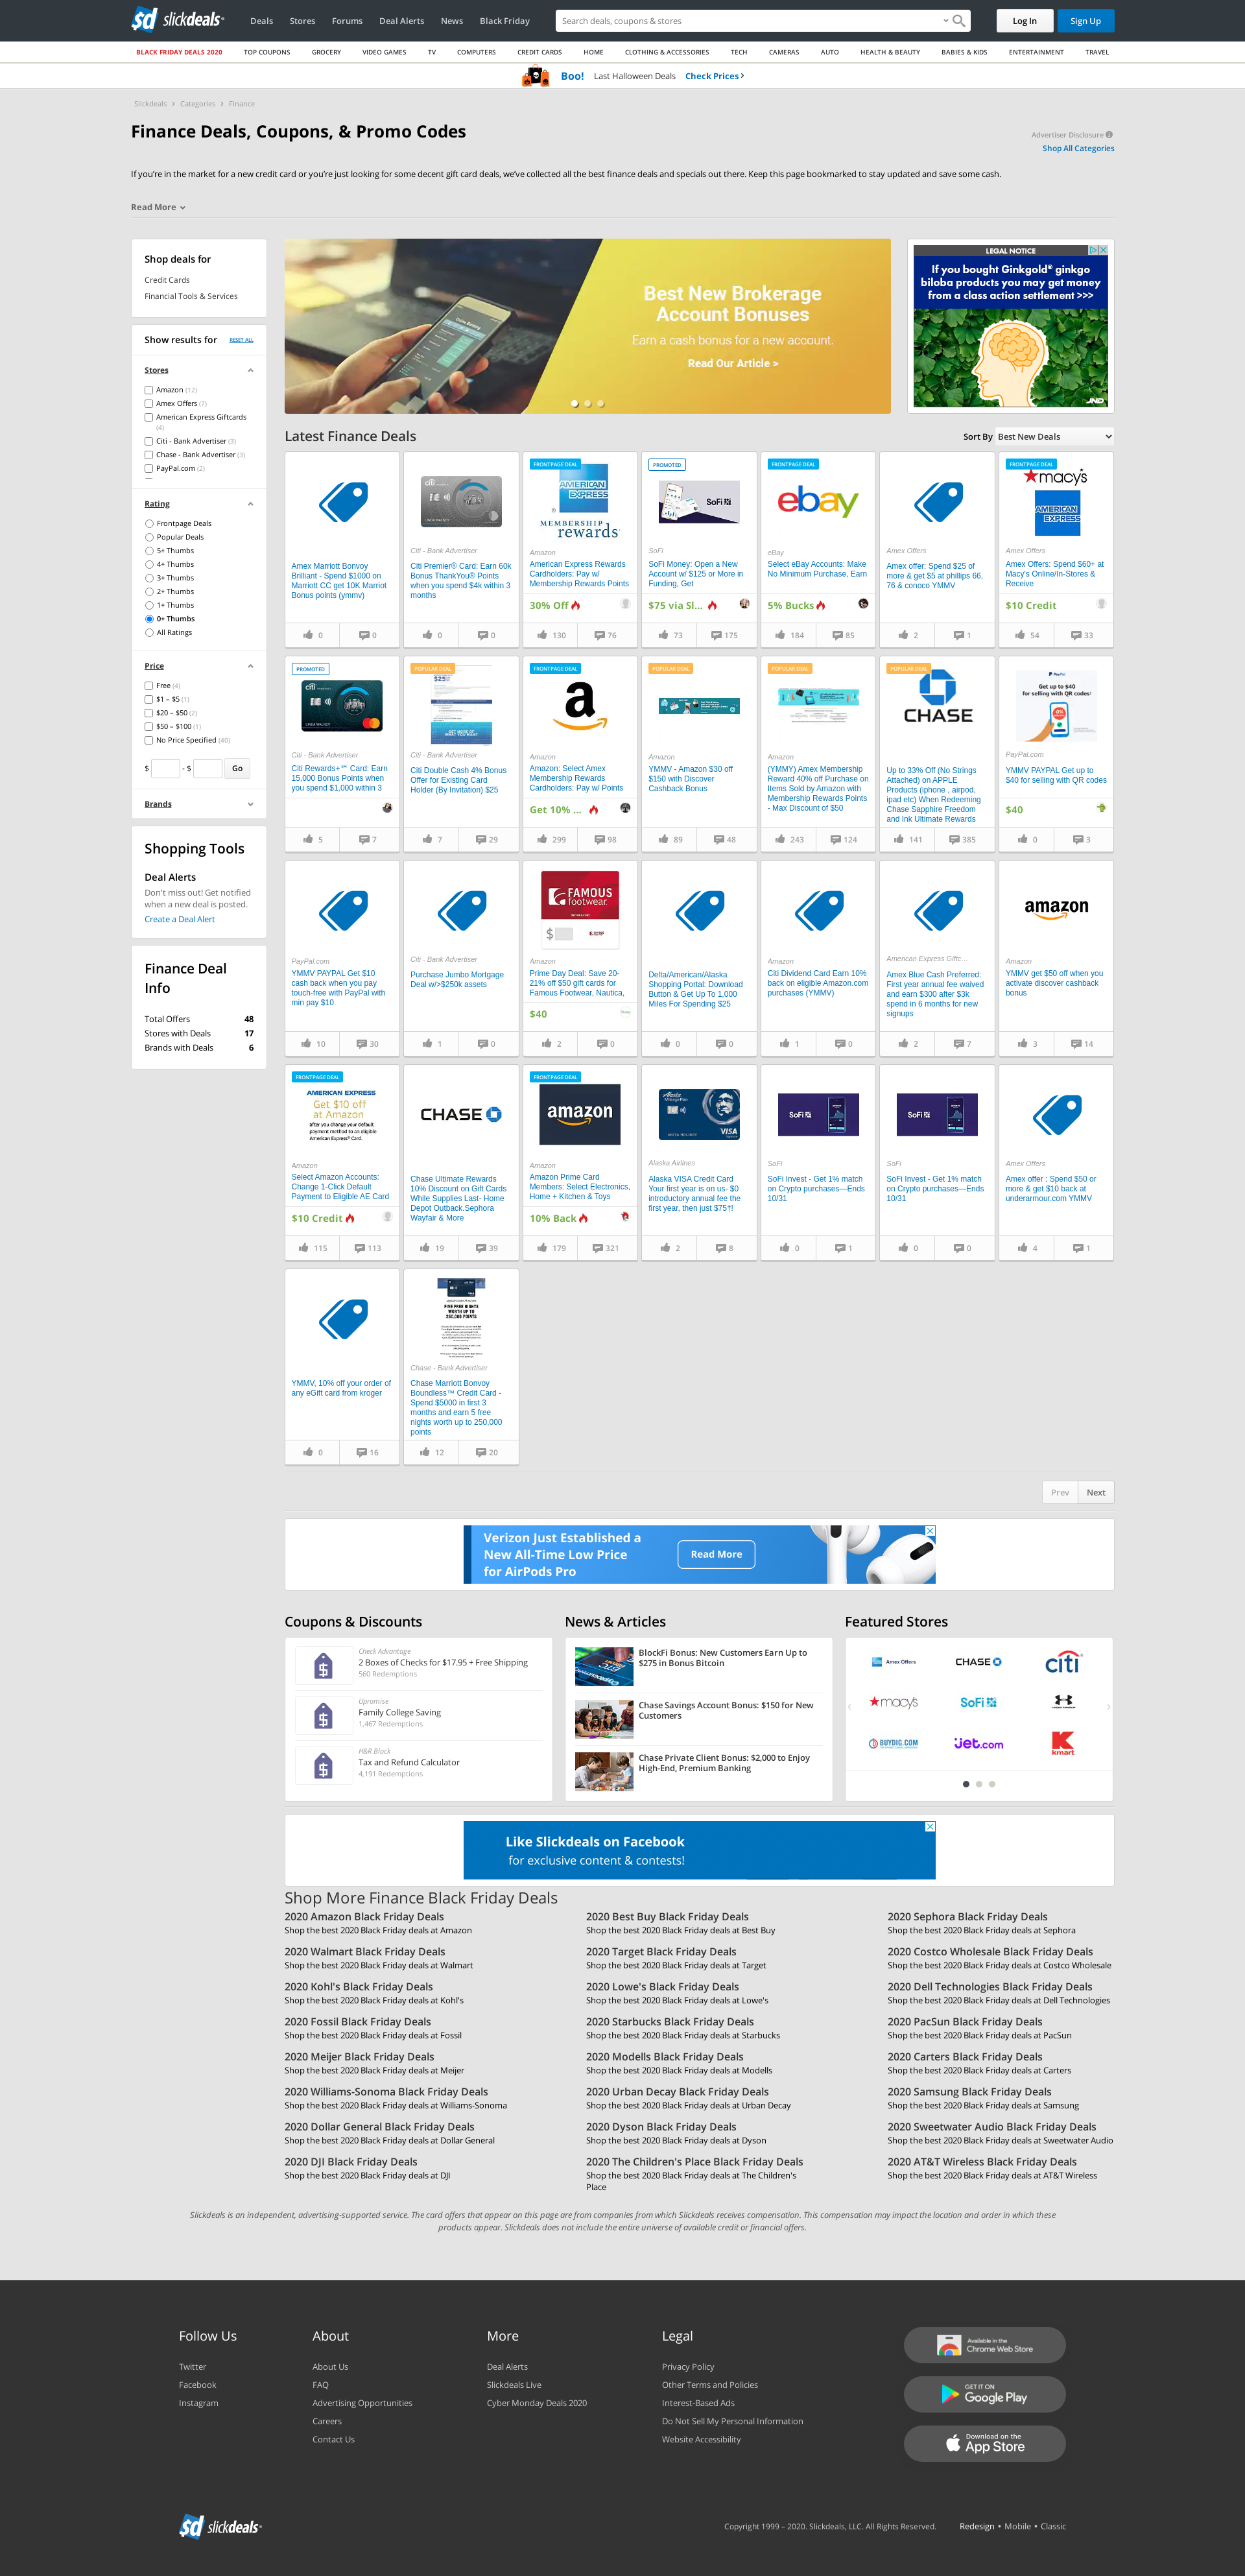 slickdeals
Deals
Stores
Forums
Deal Alerts
News
Black Friday
Search deals, coupons & stores
Log In
Sign Up
BLACK FRIDAY DEALS 2020
TOP COUPONS
GROCERY
VIDEO GAMES
TV
COMPUTERS
CREDIT CARDS
HOME
CLOTHING & ACCESSORIES
TECH
CAMERAS
AUTO
HEALTH & BEAUTY
BABIES & KIDS
ENTERTAINMENT
TRAVEL
Boo! Last Halloween Deals Check Prices
Slickdeals › Categories › Finance
Finance Deals, Coupons, & Promo Codes
Advertiser Disclosure
Shop All Categories
If you're in the market for a new credit card or you're just looking for some decent gift card deals, we've collected all the best finance deals and specials out there. Keep this page bookmarked to stay updated and save some cash.
Read More
Shop deals for
Credit Cards
Financial Tools & Services
Show results for
RESET ALL
Stores
Amazon (12)
Amex Offers (7)
American Express Giftcards
(4)
Citi - Bank Advertiser (3)
Chase - Bank Advertiser (3)
PayPal.com (2)
Rating
Frontpage Deals
Popular Deals
5+ Thumbs
4+ Thumbs
3+ Thumbs
2+ Thumbs
1+ Thumbs
0+ Thumbs
All Ratings
Price
Free (4)
$1 – $5 (1)
$20 – $50 (2)
$50 – $100 (1)
No Price Specified (40)
$ - $ Go
Brands
Shopping Tools
Deal Alerts
Don't miss out! Get notified
when a new deal is posted.
Create a Deal Alert
Finance Deal
Info
Total Offers 48
Stores with Deals 17
Brands with Deals 6
Best New Brokerage
Account Bonuses
Earn a cash bonus for a new account.
Read Our Article >
LEGAL NOTICE
If you bought Ginkgold® ginkgo
biloba products you may get money
from a class action settlement >>>
JND
Latest Finance Deals
Sort By Best New Deals
Amex Marriott Bonvoy
Brilliant - Spend $1000 on
Marriott CC get 10K Marriot
Bonus points (ymmv)
0 0
Citi - Bank Advertiser
Citi Premier® Card: Earn 60k
Bonus ThankYou® Points
when you spend $4k within 3
months
0 0
FRONTPAGE DEAL
AMERICAN EXPRESS
MEMBERSHIP
rewards
Amazon
American Express Rewards
Cardholders: Pay w/
Membership Rewards Points
30% Off
130 76
PROMOTED
SoFi
SoFi
SoFi Money: Open a New
Account w/ $125 or More in
Funding, Get
$75 via Sl...
73 175
FRONTPAGE DEAL
ebay
eBay
Select eBay Accounts: Make
No Minimum Purchase, Earn
5% Bucks
184 85
Amex Offers
Amex offer: Spend $25 of
more & get $5 at phillips 66,
76 & conoco YMMV
2 1
FRONTPAGE DEAL
macy's
AMERICAN EXPRESS
Amex Offers
Amex Offers: Spend $60+ at
Macy's Online/In-Stores &
Receive
$10 Credit
54 33
PROMOTED
citi
Citi - Bank Advertiser
Citi Rewards+℠ Card: Earn
15,000 Bonus Points when
you spend $1,000 within 3
5 7
POPULAR DEAL
$25
Citi - Bank Advertiser
Citi Double Cash 4% Bonus
Offer for Existing Card
Holder (By Invitation) $25
7 29
FRONTPAGE DEAL
Amazon
Amazon: Select Amex
Membership Rewards
Cardholders: Pay w/ Points
Get 10% ...
299 98
POPULAR DEAL
Amazon
YMMV - Amazon $30 off
$150 with Discover
Cashback Bonus
89 48
POPULAR DEAL
Amazon
(YMMY) Amex Membership
Reward 40% off Purchase on
Items Sold by Amazon with
Membership Rewards Points
- Max Discount of $50
243 124
POPULAR DEAL
CHASE
Up to 33% Off (No Strings
Attached) on APPLE
Products (iphone , airpod,
ipad etc) When Redeeming
Chase Sapphire Freedom
and Ink Ultimate Rewards
141 385
PayPal
Get up to $40
for selling with QR codes
PayPal.com
YMMV PAYPAL Get up to
$40 for selling with QR codes
$40
0 3
PayPal.com
YMMV PAYPAL Get $10
cash back when you pay
touch-free with PayPal with
min pay $10
10 30
Citi - Bank Advertiser
Purchase Jumbo Mortgage
Deal w/>$250k assets
1 0
FAMOUS
footwear
$
Amazon
Prime Day Deal: Save 20-
21% off $50 gift cards for
Famous Footwear, Nautica,
$40
2 0
Delta/American/Alaska
Shopping Portal: Download
Button & Get Up To 1,000
Miles For Spending $25
0 0
Amazon
Citi Dividend Card Earn 10%
back on eligible Amazon.com
purchases (YMMV)
1 0
American Express Giftc...
Amex Blue Cash Preferred:
First year annual fee waived
and earn $300 after $3k
spend in 6 months for new
signups
2 7
amazon
Amazon
YMMV get $50 off when you
activate discover cashback
bonus
3 14
FRONTPAGE DEAL
AMERICAN EXPRESS
Get $10 off
at Amazon
after you change your default
payment method to an eligible
American Express® Card.
Amazon
Select Amazon Accounts:
Change 1-Click Default
Payment to Eligible AE Card
$10 Credit
115 113
CHASE
Chase Ultimate Rewards
10% Discount on Gift Cards
While Supplies Last- Home
Depot Outback.Sephora
Wayfair & More
19 39
FRONTPAGE DEAL
amazon
Amazon
Amazon Prime Card
Members: Select Electronics,
Home + Kitchen & Toys
10% Back
179 321
Alaska
VISA
Alaska Airlines
Alaska VISA Credit Card
Your first year is on us- $0
introductory annual fee the
first year, then just $75†!
2 8
SoFi
SoFi
SoFi Invest - Get 1% match
on Crypto purchases—Ends
10/31
0 1
SoFi
SoFi
SoFi Invest - Get 1% match
on Crypto purchases—Ends
10/31
0 0
Amex Offers
Amex offer : Spend $50 or
more & get $10 back at
underarmour.com YMMV
4 1
YMMV, 10% off your order of
any eGift card from kroger
0 16
FIVE FREE NIGHTS
WORTH UP TO
250,000 POINTS
Chase - Bank Advertiser
Chase Marriott Bonvoy
Boundless™ Credit Card -
Spend $5000 in first 3
months and earn 5 free
nights worth up to 250,000
points
12 20
Prev Next
Verizon Just Established a
New All-Time Low Price
for AirPods Pro
Read More
Coupons & Discounts
Check Advantage
2 Boxes of Checks for $17.95 + Free Shipping
560 Redemptions
Upromise
Family College Saving
1,467 Redemptions
H&R Block
Tax and Refund Calculator
4,191 Redemptions
News & Articles
BlockFi Bonus: New Customers Earn Up to
$275 in Bonus Bitcoin
Chase Savings Account Bonus: $150 for New
Customers
Chase Private Client Bonus: $2,000 to Enjoy
High-End, Premium Banking
Featured Stores
Amex Offers
CHASE
citi
macy's
SoFi
UNDER ARMOUR
BUYDIG.COM
jet.com
kmart
Like Slickdeals on Facebook
for exclusive content & contests!
Shop More Finance Black Friday Deals
2020 Amazon Black Friday Deals
Shop the best 2020 Black Friday deals at Amazon
2020 Best Buy Black Friday Deals
Shop the best 2020 Black Friday deals at Best Buy
2020 Sephora Black Friday Deals
Shop the best 2020 Black Friday deals at Sephora
2020 Walmart Black Friday Deals
Shop the best 2020 Black Friday deals at Walmart
2020 Target Black Friday Deals
Shop the best 2020 Black Friday deals at Target
2020 Costco Wholesale Black Friday Deals
Shop the best 2020 Black Friday deals at Costco Wholesale
2020 Kohl's Black Friday Deals
Shop the best 2020 Black Friday deals at Kohl's
2020 Lowe's Black Friday Deals
Shop the best 2020 Black Friday deals at Lowe's
2020 Dell Technologies Black Friday Deals
Shop the best 2020 Black Friday deals at Dell Technologies
2020 Fossil Black Friday Deals
Shop the best 2020 Black Friday deals at Fossil
2020 Starbucks Black Friday Deals
Shop the best 2020 Black Friday deals at Starbucks
2020 PacSun Black Friday Deals
Shop the best 2020 Black Friday deals at PacSun
2020 Meijer Black Friday Deals
Shop the best 2020 Black Friday deals at Meijer
2020 Modells Black Friday Deals
Shop the best 2020 Black Friday deals at Modells
2020 Carters Black Friday Deals
Shop the best 2020 Black Friday deals at Carters
2020 Williams-Sonoma Black Friday Deals
Shop the best 2020 Black Friday deals at Williams-Sonoma
2020 Urban Decay Black Friday Deals
Shop the best 2020 Black Friday deals at Urban Decay
2020 Samsung Black Friday Deals
Shop the best 2020 Black Friday deals at Samsung
2020 Dollar General Black Friday Deals
Shop the best 2020 Black Friday deals at Dollar General
2020 Dyson Black Friday Deals
Shop the best 2020 Black Friday deals at Dyson
2020 Sweetwater Audio Black Friday Deals
Shop the best 2020 Black Friday deals at Sweetwater Audio
2020 DJI Black Friday Deals
Shop the best 2020 Black Friday deals at DJI
2020 The Children's Place Black Friday Deals
Shop the best 2020 Black Friday deals at The Children's
Place
2020 AT&T Wireless Black Friday Deals
Shop the best 2020 Black Friday deals at AT&T Wireless
Slickdeals is an independent, advertising-supported service. The card offers that appear on this page are from companies from which Slickdeals receives compensation. This compensation may impact the location and order in which these
products appear. Slickdeals does not include the entire universe of available credit or financial offers.
Follow Us
Twitter
Facebook
Instagram
About
About Us
FAQ
Advertising Opportunities
Careers
Contact Us
More
Deal Alerts
Slickdeals Live
Cyber Monday Deals 2020
Legal
Privacy Policy
Other Terms and Policies
Interest-Based Ads
Do Not Sell My Personal Information
Website Accessibility
Available in the
Chrome Web Store
GET IT ON
Google Play
Download on the
App Store
slickdeals
Copyright 1999 – 2020. Slickdeals, LLC. All Rights Reserved.
Redesign • Mobile • Classic